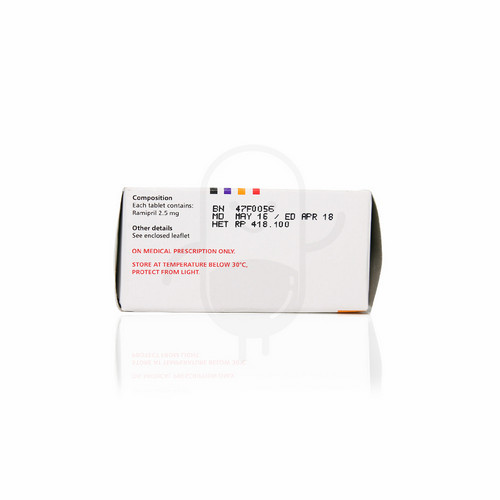 Composition
Each tablet contains:
Ramipril 2.5 mg
Other details
See enclosed leaflet
ON MEDICAL PRESCRIPTION ONLY.
STORE AT TEMPERATURE BELOW 30°C,
PROTECT FROM LIGHT
BN 47F0056
MD MAY 16 / ED APR 18
HET RP 418.100